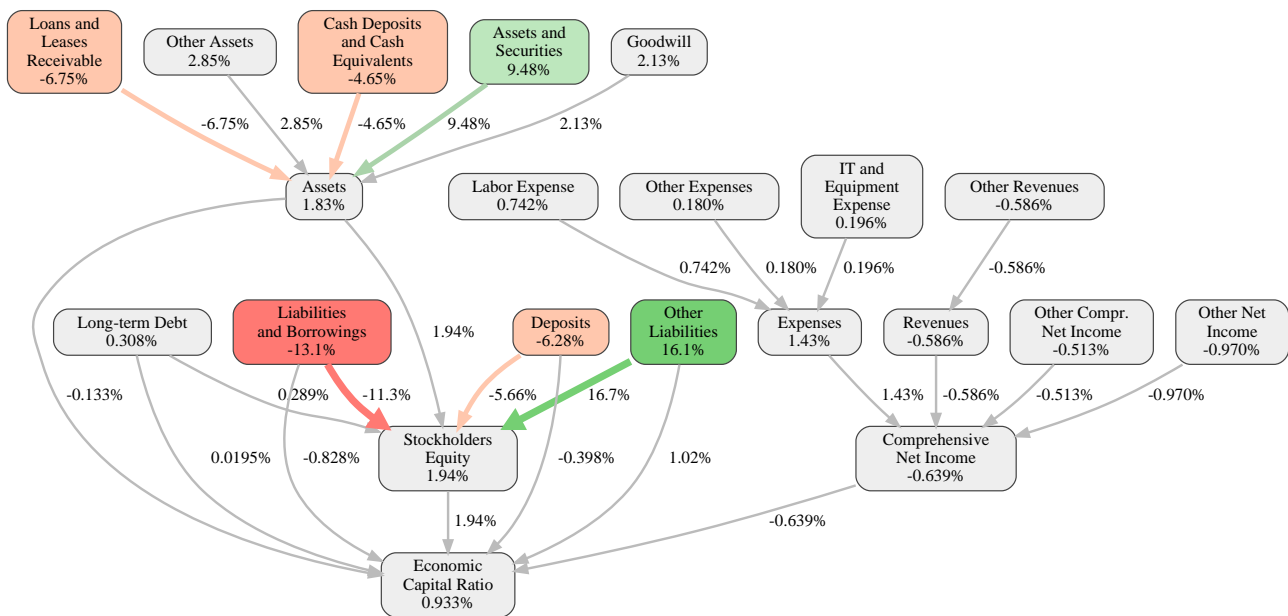 Loans and
Leases
Receivable
-6.75%
Other Assets
2.85%
Cash Deposits
and Cash
Equivalents
-4.65%
Assets and
Securities
9.48%
Goodwill
2.13%
-6.75%
2.85%
-4.65%
9.48%
2.13%
Assets
1.83%
Labor Expense
0.742%
Other Expenses
0.180%
IT and
Equipment
Expense
0.196%
Other Revenues
-0.586%
0.742%
0.180%
0.196%
-0.586%
Long-term Debt
0.308%
Liabilities
and Borrowings
-13.1%
1.94%
Deposits
-6.28%
Other
Liabilities
16.1%
Expenses
1.43%
Revenues
-0.586%
Other Compr.
Net Income
-0.513%
Other Net
Income
-0.970%
-0.133%
0.289%
-11.3%
-5.66%
16.7%
1.43%
-0.586%
-0.513%
-0.970%
Stockholders
Equity
1.94%
Comprehensive
Net Income
-0.639%
0.0195%
-0.828%
-0.398%
1.02%
1.94%
-0.639%
Economic
Capital Ratio
0.933%